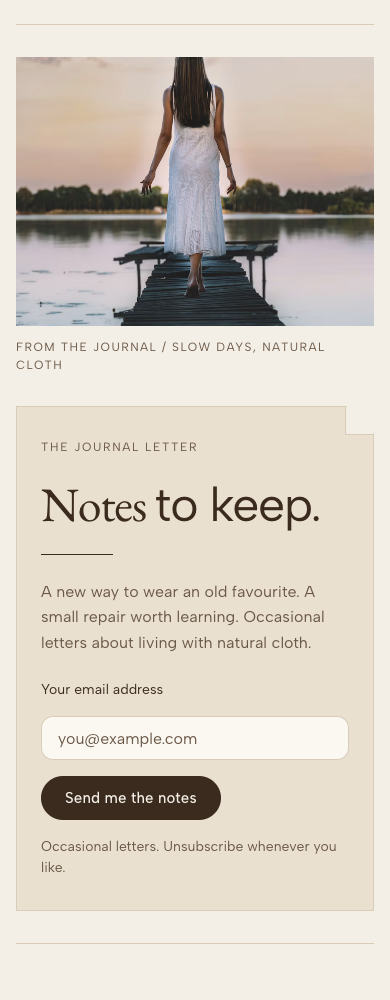 FROM THE JOURNAL / SLOW DAYS, NATURAL
CLOTH
THE JOURNAL LETTER
Notes to keep.
A new way to wear an old favourite. A
small repair worth learning. Occasional
letters about living with natural cloth.
Your email address
you@example.com
Send me the notes
Occasional letters. Unsubscribe whenever you
like.